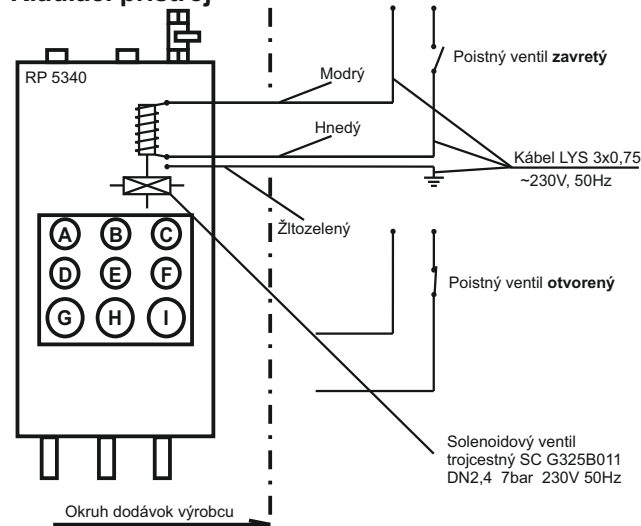 RP 5340
Modrý
Poistný ventil zavretý
Hnedý
Kábel LYS 3x0,75
~230V, 50Hz
Žltozelený
A B C
D E F
G H I
Poistný ventil otvorený
Solenoidový ventil
trojcestný SC G325B011
DN2,4 7bar 230V 50Hz
Okruh dodávok výrobcu